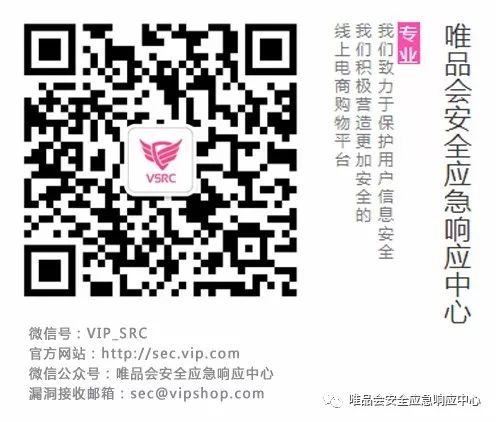 唯品会安全应急响应中心
专业
我们致力于保护用户信息安全
我们积极营造更加安全的
线上电商购物平台
VSRC
微信号：VIP_SRC
官方网站：http://sec.vip.com
微信公众号：唯品会安全应急响应中心
漏洞接收邮箱：sec@vipshop.com
唯品会安全应急响应中心